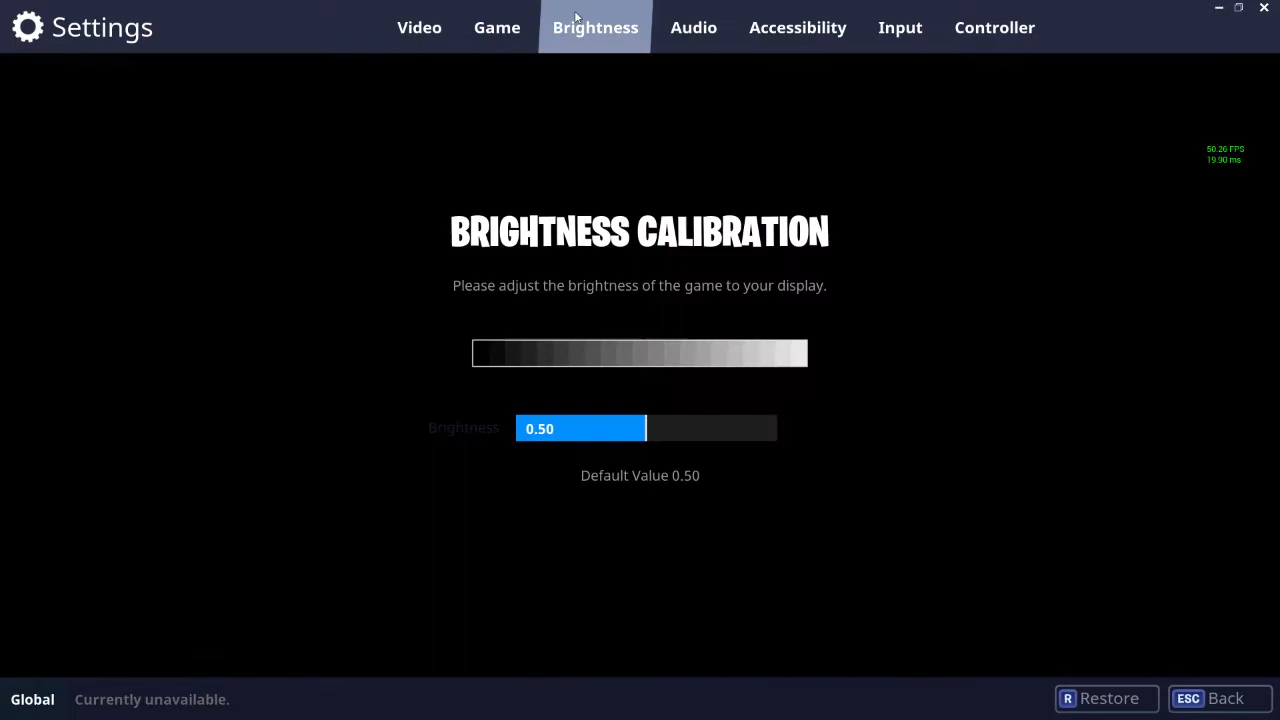 Settings
Video
Game
Brightness
Audio
Accessibility
Input
Controller
50.26 FPS
19.90 ms
BRIGHTNESS CALIBRATION
Please adjust the brightness of the game to your display.
Brightness
0.50
Default Value 0.50
Global
Currently unavailable.
R Restore
ESC Back